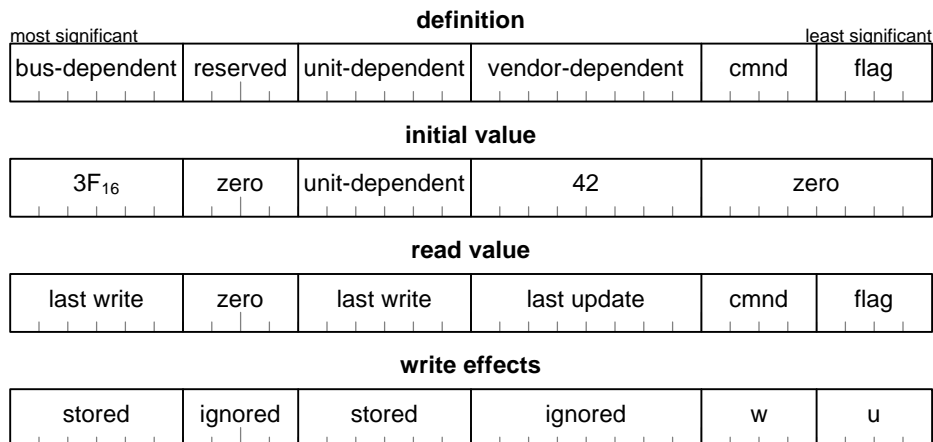 definition
most significant least significant
bus-dependent reserved unit-dependent vendor-dependent cmnd flag
initial value
3F₁₆ zero unit-dependent 42 zero
read value
last write zero last write last update cmnd flag
write effects
stored ignored stored ignored w u